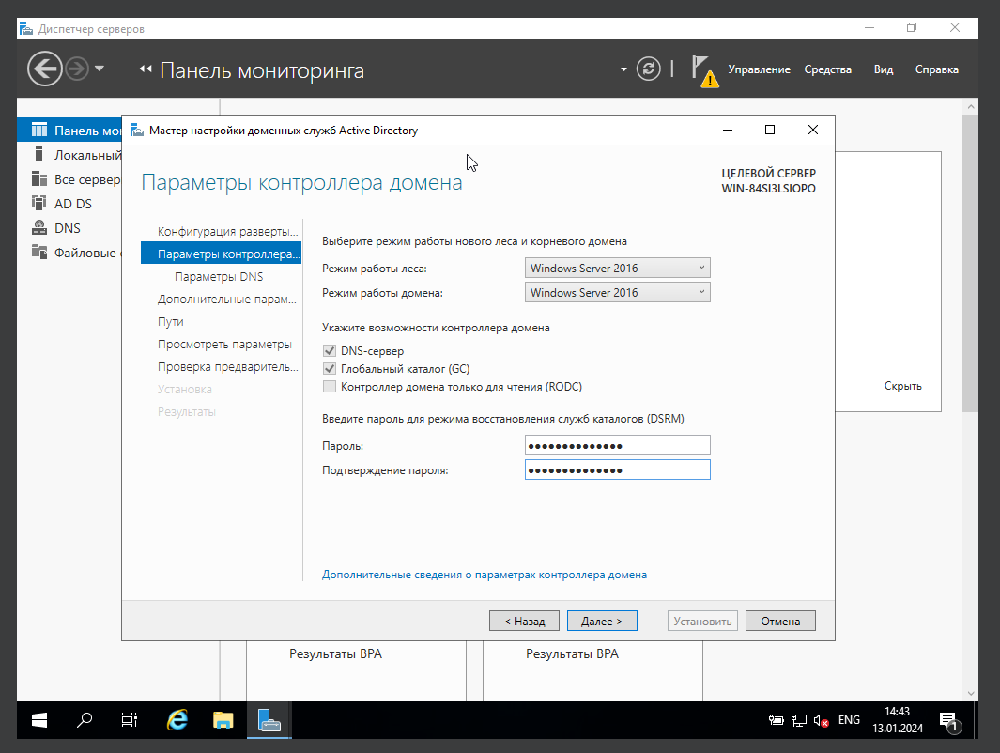 Диспетчер серверов
Панель мониторинга
Управление Средства Вид Справка
Панель мо
Локальный
Все сервер
AD DS
DNS
Файловые
Мастер настройки доменных служб Active Directory
Параметры контроллера домена
ЦЕЛЕВОЙ СЕРВЕР
WIN-84SI3LSIOPO
Конфигурация разверты...
Параметры контроллера...
Параметры DNS
Дополнительные парам...
Пути
Просмотреть параметры
Проверка предваритель...
Установка
Результаты
Выберите режим работы нового леса и корневого домена
Режим работы леса: Windows Server 2016
Режим работы домена: Windows Server 2016
Укажите возможности контроллера домена
DNS-сервер
Глобальный каталог (GC)
Контроллер домена только для чтения (RODC)
Введите пароль для режима восстановления служб каталогов (DSRM)
Пароль: ●●●●●●●●●●●●●●
Подтверждение пароля: ●●●●●●●●●●●●●●
Дополнительные сведения о параметрах контроллера домена
< Назад Далее > Установить Отмена
Скрыть
Результаты BPA Результаты BPA
ENG
14:43
13.01.2024
1